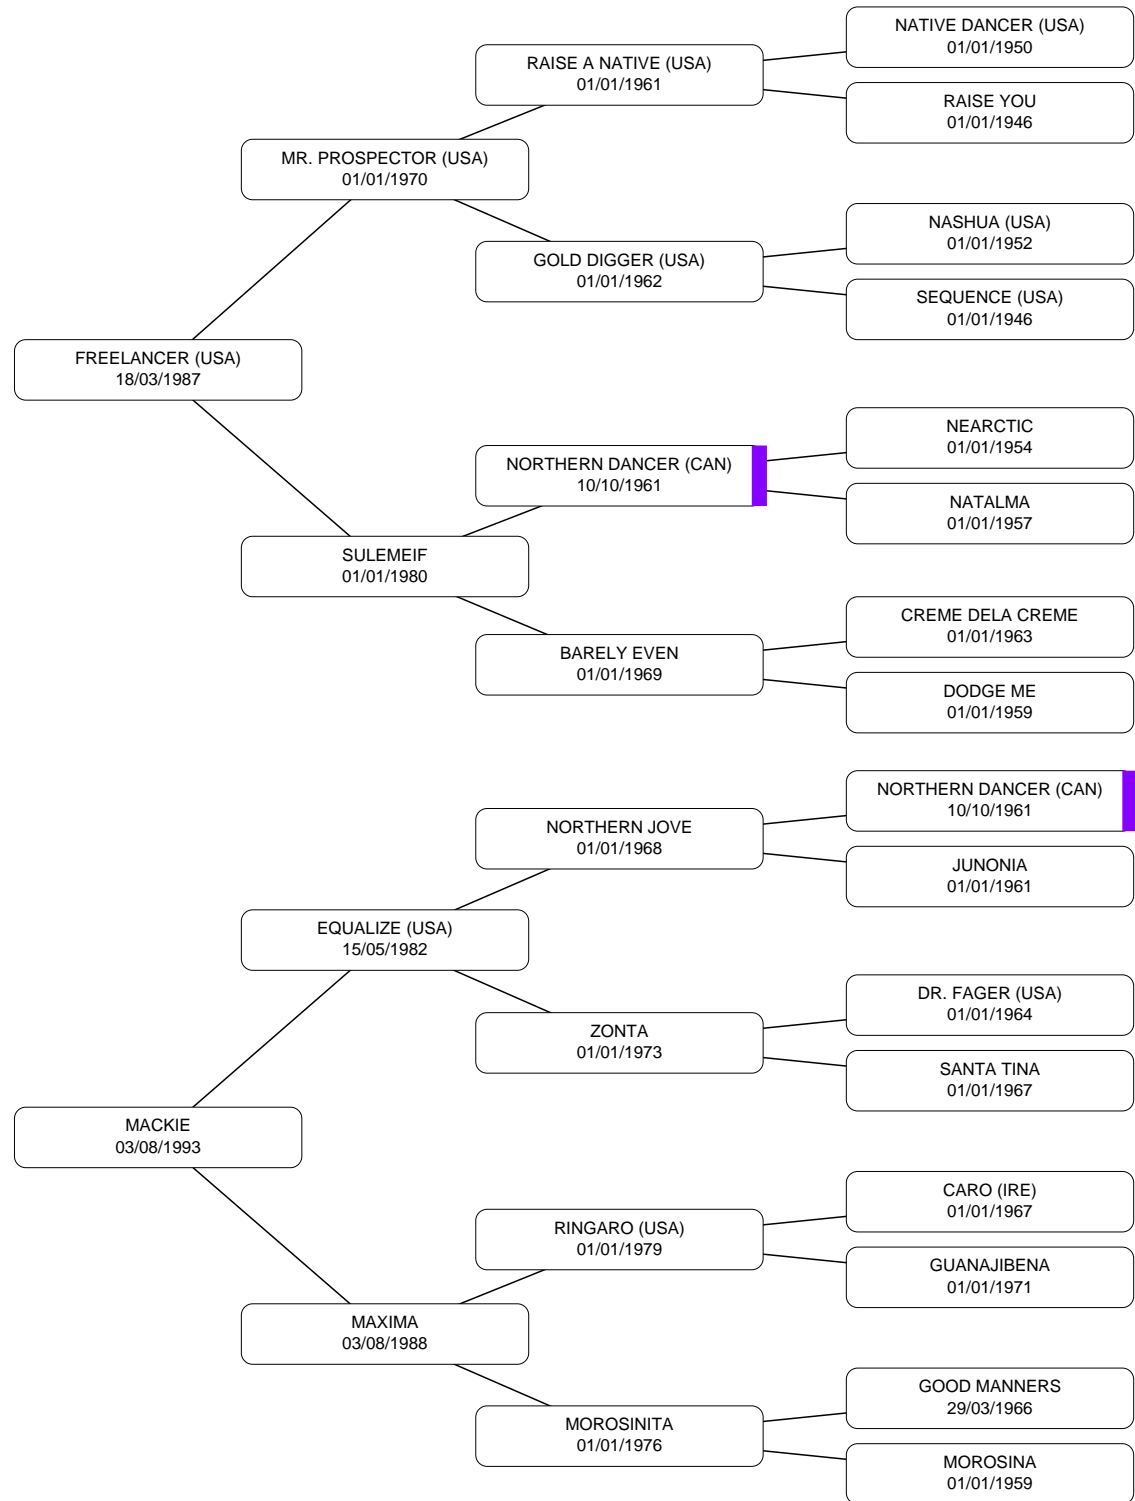 NATIVE DANCER (USA)
01/01/1950
RAISE A NATIVE (USA)
01/01/1961
RAISE YOU
01/01/1946
MR. PROSPECTOR (USA)
01/01/1970
NASHUA (USA)
01/01/1952
GOLD DIGGER (USA)
01/01/1962
SEQUENCE (USA)
01/01/1946
FREELANCER (USA)
18/03/1987
NEARCTIC
01/01/1954
NORTHERN DANCER (CAN)
10/10/1961
NATALMA
01/01/1957
SULEMEIF
01/01/1980
CREME DELA CREME
01/01/1963
BARELY EVEN
01/01/1969
DODGE ME
01/01/1959
NORTHERN DANCER (CAN)
10/10/1961
NORTHERN JOVE
01/01/1968
JUNONIA
01/01/1961
EQUALIZE (USA)
15/05/1982
DR. FAGER (USA)
01/01/1964
ZONTA
01/01/1973
SANTA TINA
01/01/1967
MACKIE
03/08/1993
CARO (IRE)
01/01/1967
RINGARO (USA)
01/01/1979
GUANAJIBENA
01/01/1971
MAXIMA
03/08/1988
GOOD MANNERS
29/03/1966
MOROSINITA
01/01/1976
MOROSINA
01/01/1959